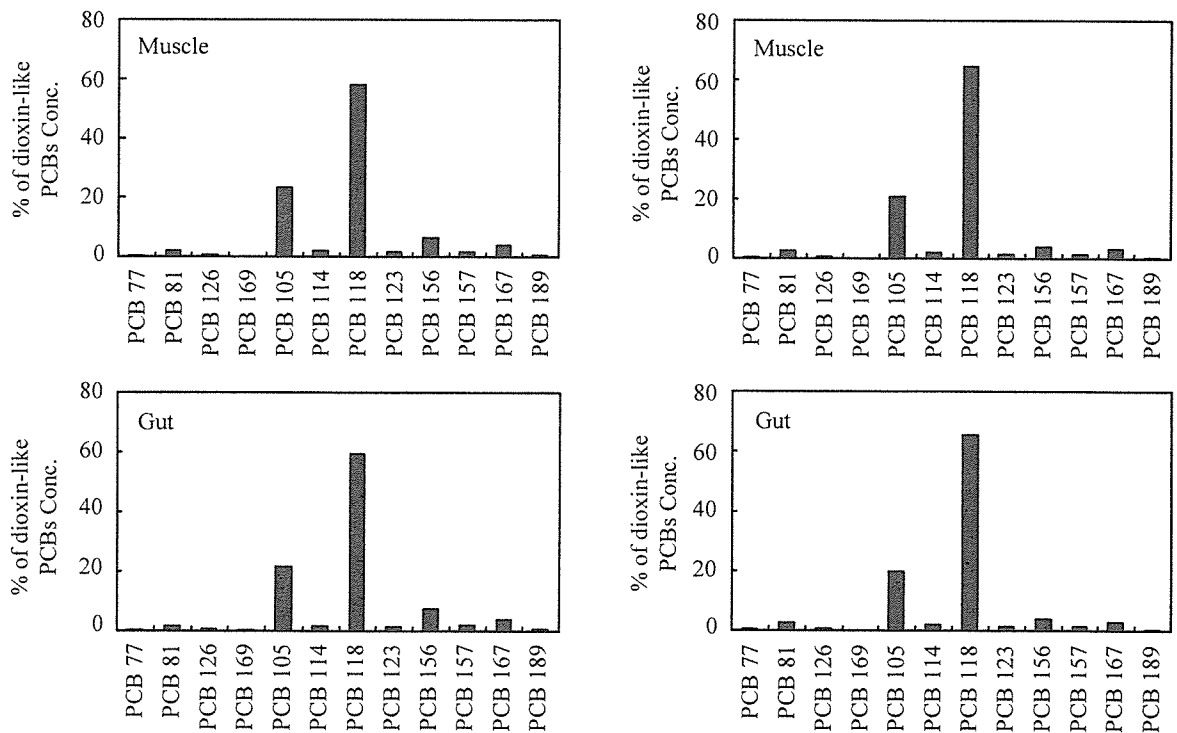 80
60
40
20
0
% of dioxin-like
PCBs Conc.
Muscle
PCB 77
PCB 81
PCB 126
PCB 169
PCB 105
PCB 114
PCB 118
PCB 123
PCB 156
PCB 157
PCB 167
PCB 189
80
60
40
20
0
% of dioxin-like
PCBs Conc.
Muscle
PCB 77
PCB 81
PCB 126
PCB 169
PCB 105
PCB 114
PCB 118
PCB 123
PCB 156
PCB 157
PCB 167
PCB 189
80
60
40
20
0
% of dioxin-like
PCBs Conc.
Gut
PCB 77
PCB 81
PCB 126
PCB 169
PCB 105
PCB 114
PCB 118
PCB 123
PCB 156
PCB 157
PCB 167
PCB 189
80
60
40
20
0
% of dioxin-like
PCBs Conc.
Gut
PCB 77
PCB 81
PCB 126
PCB 169
PCB 105
PCB 114
PCB 118
PCB 123
PCB 156
PCB 157
PCB 167
PCB 189